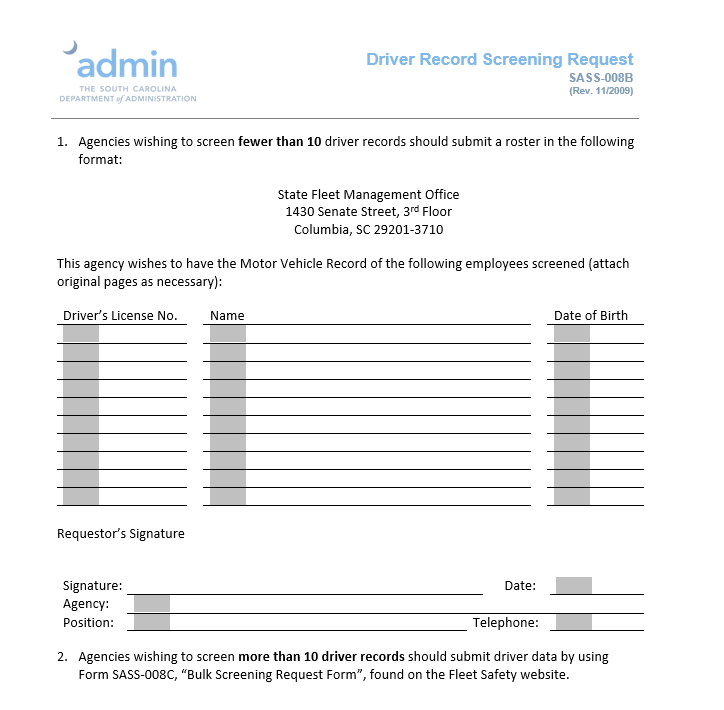 admin
THE SOUTH CAROLINA
DEPARTMENT of ADMINISTRATION
Driver Record Screening Request
SASS-008B
(Rev. 11/2009)
1. Agencies wishing to screen fewer than 10 driver records should submit a roster in the following
format:
State Fleet Management Office
1430 Senate Street, 3rd Floor
Columbia, SC 29201-3710
This agency wishes to have the Motor Vehicle Record of the following employees screened (attach
original pages as necessary):
Driver's License No. Name Date of Birth
Requestor's Signature
Signature: Date:
Agency:
Position: Telephone:
2. Agencies wishing to screen more than 10 driver records should submit driver data by using
Form SASS-008C, "Bulk Screening Request Form", found on the Fleet Safety website.